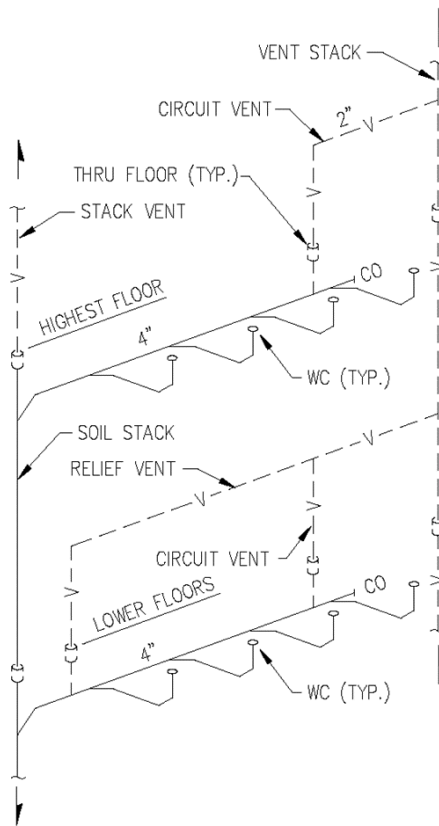 VENT STACK
CIRCUIT VENT
2"
V
THRU FLOOR (TYP.)
V
STACK VENT
V
V
CO
HIGHEST FLOOR
4"
WC (TYP.)
SOIL STACK
V
RELIEF VENT
V
V
CIRCUIT VENT
V
V
CO
LOWER FLOORS
4"
WC (TYP.)